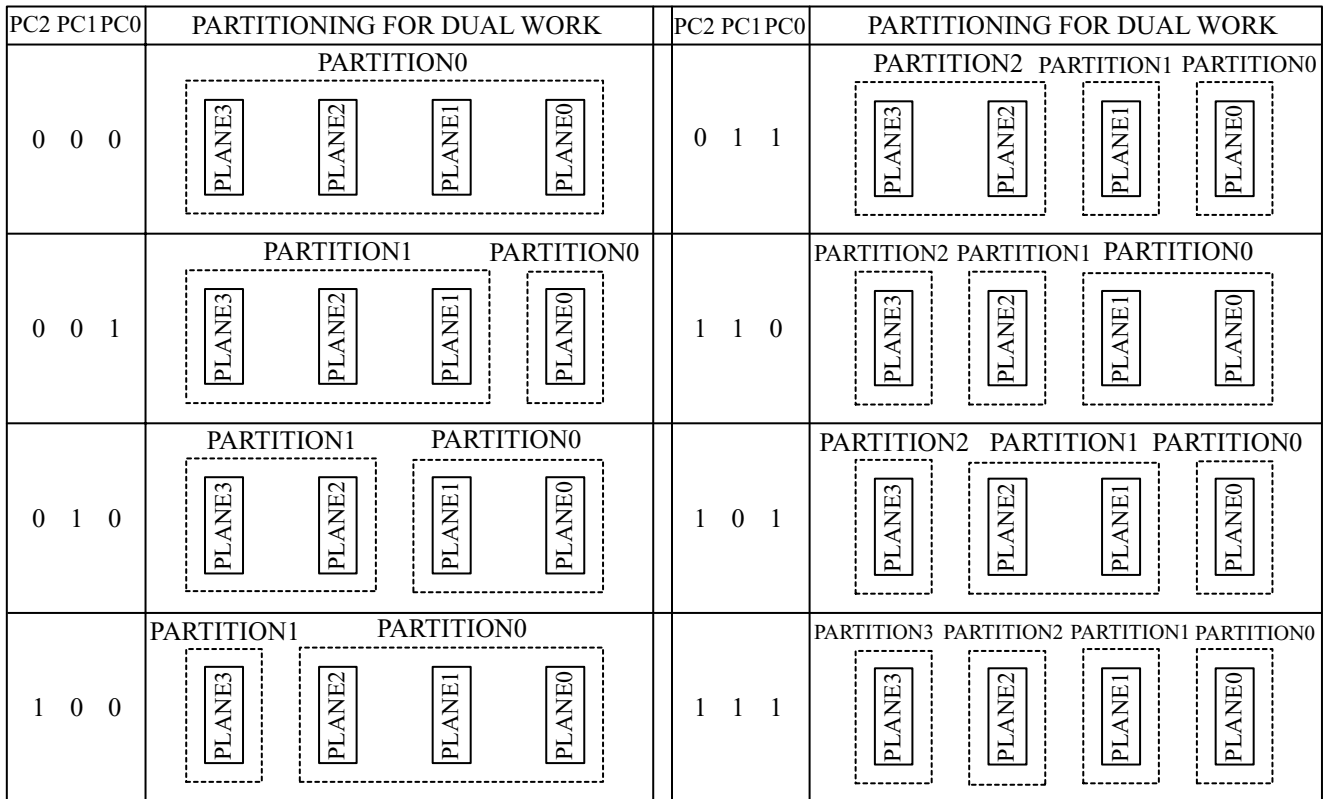 PC2 PC1PC0 PARTITIONING FOR DUAL WORK PC2 PC1PC0 PARTITIONING FOR DUAL WORK
PARTITION0
0 0 0
PLANE3 PLANE2 PLANE1 PLANE0
PARTITION2 PARTITION1 PARTITION0
0 1 1
PLANE3 PLANE2 PLANE1 PLANE0
PARTITION1 PARTITION0
0 0 1
PLANE3 PLANE2 PLANE1 PLANE0
PARTITION2 PARTITION1 PARTITION0
1 1 0
PLANE3 PLANE2 PLANE1 PLANE0
PARTITION1 PARTITION0
0 1 0
PLANE3 PLANE2 PLANE1 PLANE0
PARTITION2 PARTITION1 PARTITION0
1 0 1
PLANE3 PLANE2 PLANE1 PLANE0
PARTITION1 PARTITION0
1 0 0
PLANE3 PLANE2 PLANE1 PLANE0
PARTITION3 PARTITION2 PARTITION1 PARTITION0
1 1 1
PLANE3 PLANE2 PLANE1 PLANE0